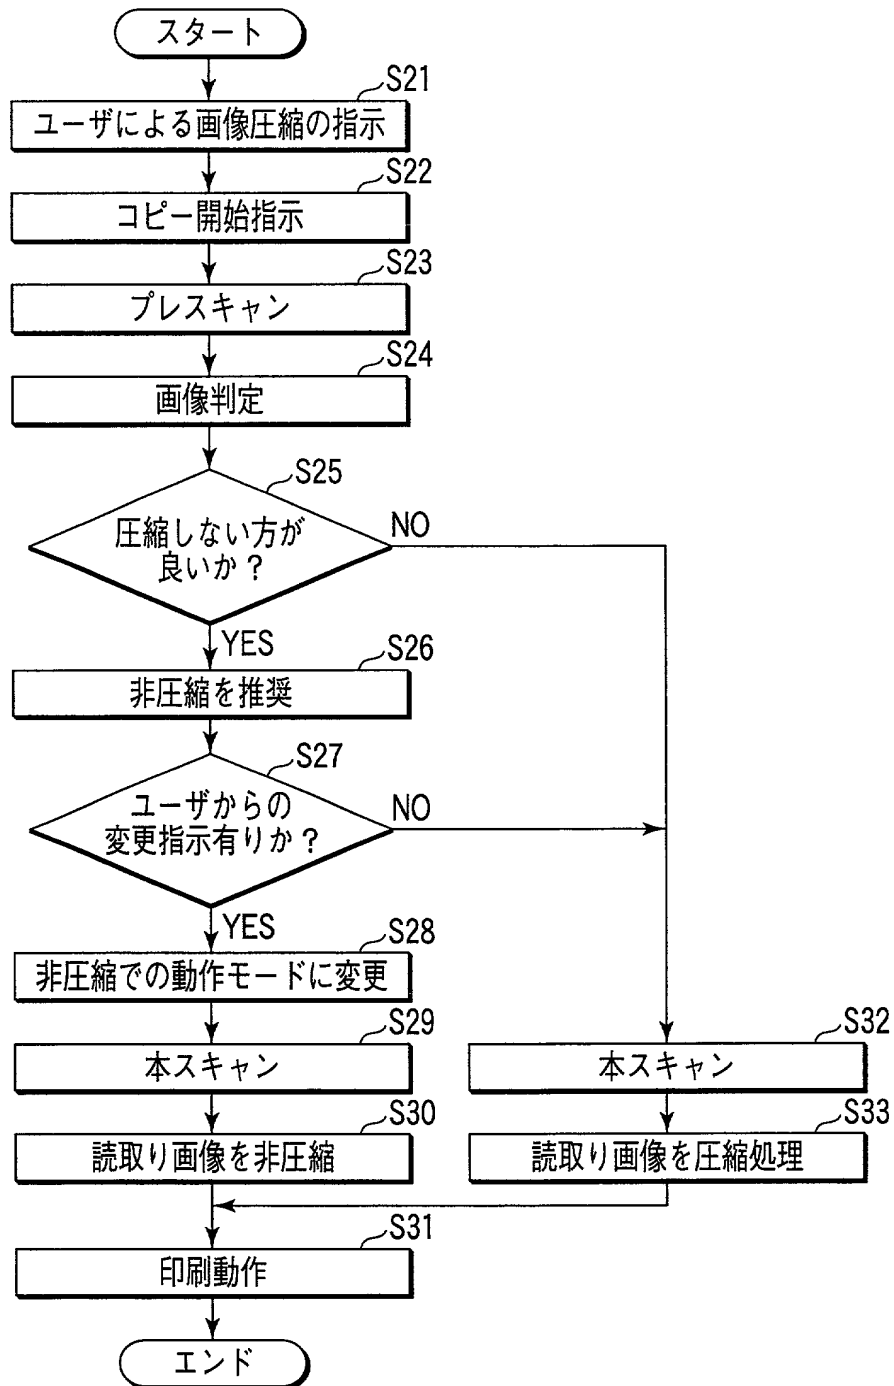 スタート
S21
ユーザによる画像圧縮の指示
S22
コピー開始指示
S23
プレスキャン
S24
画像判定
S25
圧縮しない方が
良いか？
NO
YES
S26
非圧縮を推奨
S27
ユーザからの
変更指示有りか？
NO
YES
S28
非圧縮での動作モードに変更
S29
本スキャン
S32
本スキャン
S30
読取り画像を非圧縮
S33
読取り画像を圧縮処理
S31
印刷動作
エンド